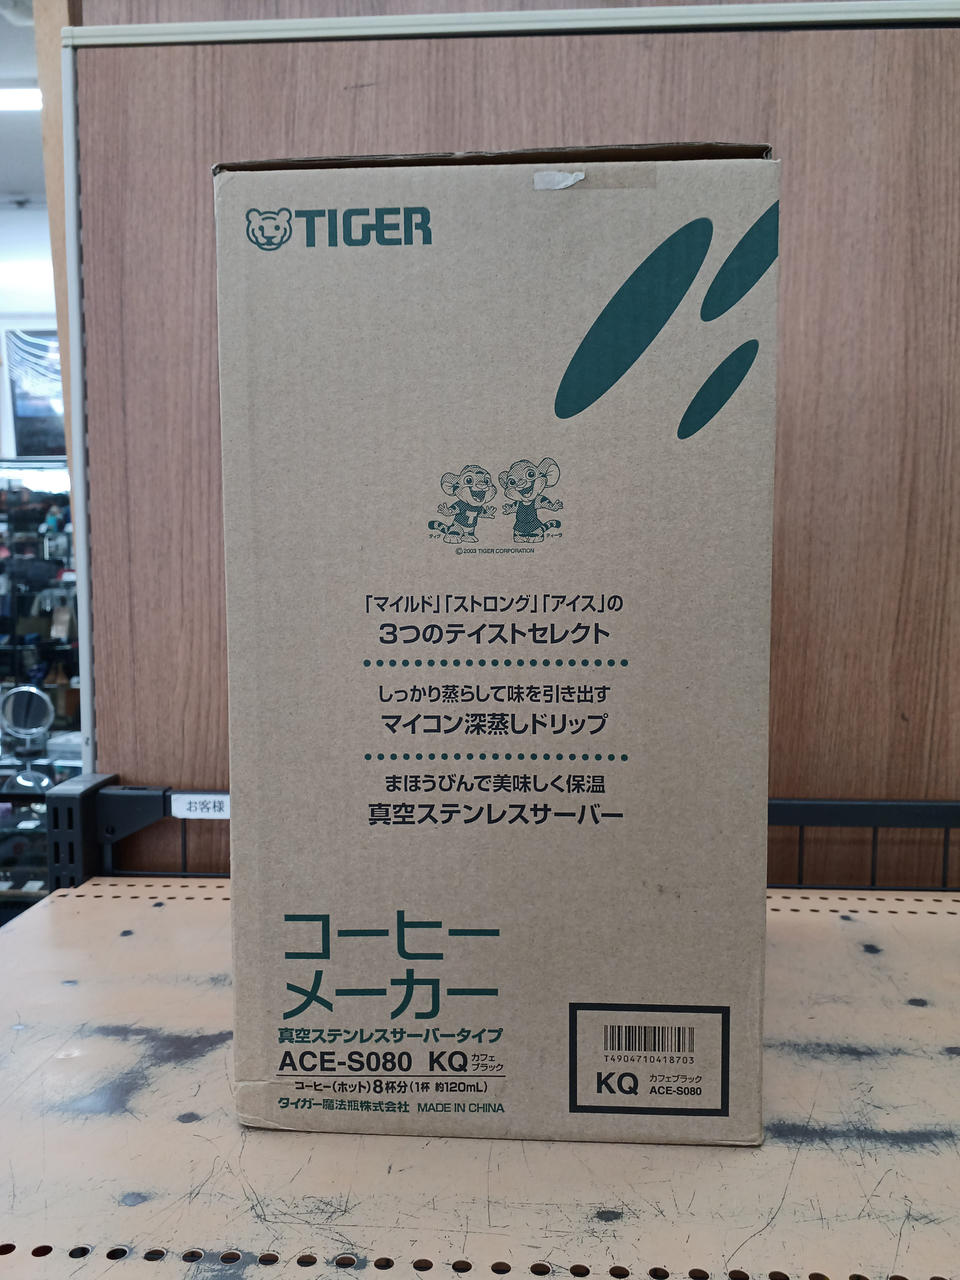 TIGER
ティグ
ティーラ
©2003 TIGER CORPORATION
「マイルド」「ストロング」「アイス」の
3つのテイストセレクト
しっかり蒸らして味を引き出す
マイコン深蒸しドリップ
まほうびんで美味しく保温
真空ステンレスサーバー
お客様
コーヒー
メーカー
真空ステンレスサーバータイプ
ACE-S080 KQ カフェブラック
コーヒー(ホット)8杯分(1杯 約120mL)
タイガー魔法瓶株式会社 MADE IN CHINA
T4904710418703
KQ カフェブラック
ACE-S080